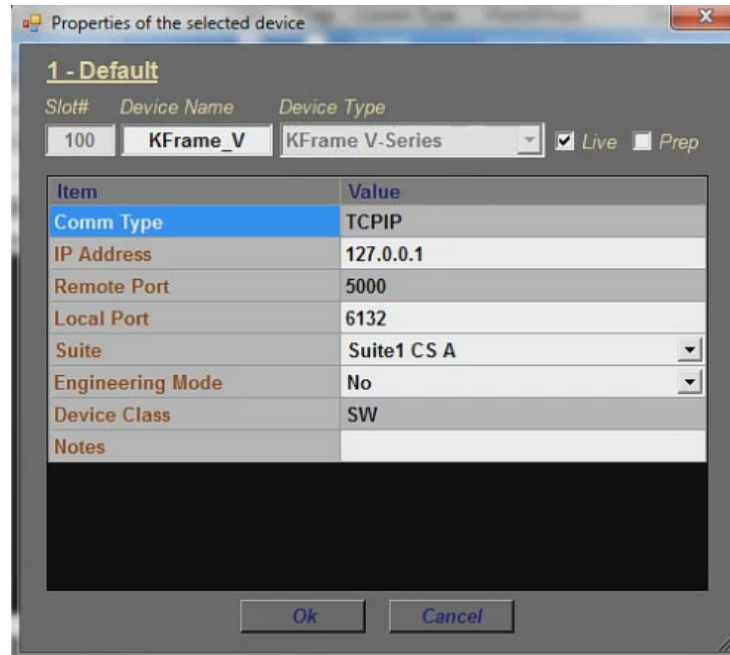 Properties of the selected device
1 - Default
Slot# Device Name Device Type
100 KFrame_V KFrame V-Series Live Prep
Item Value
Comm Type TCPIP
IP Address 127.0.0.1
Remote Port 5000
Local Port 6132
Suite Suite1 CS A
Engineering Mode No
Device Class SW
Notes
Ok Cancel